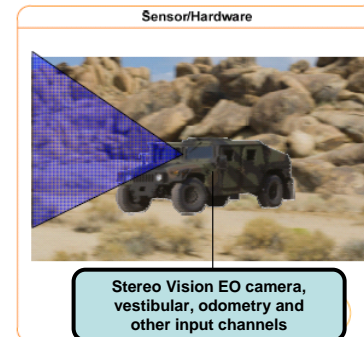 Sensor/Hardware
Stereo Vision EO camera,
vestibular, odometry and
other input channels